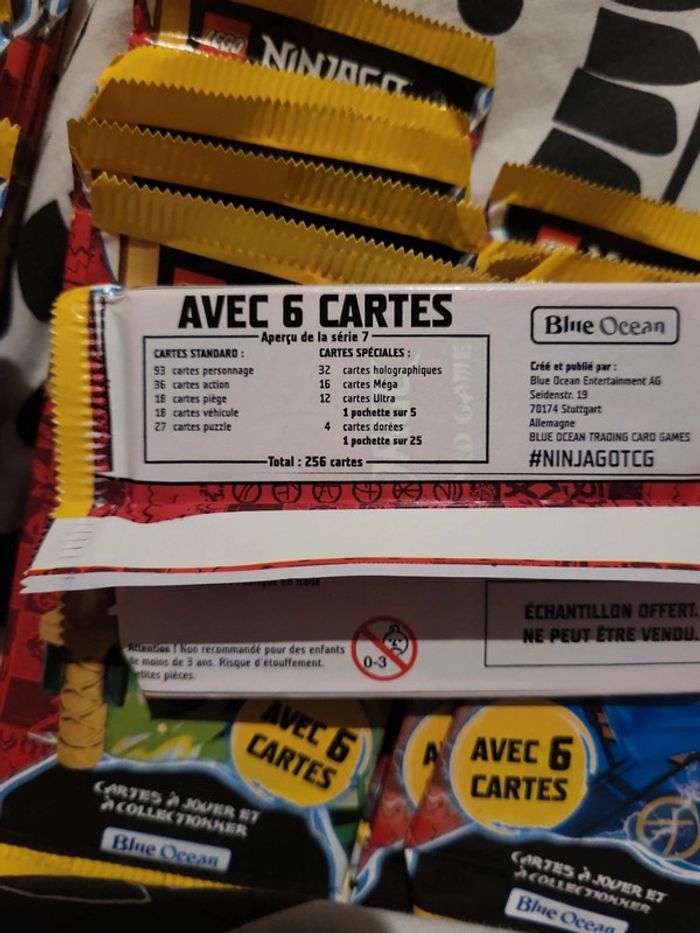 LEGO NINJAGO
AVEC 6 CARTES
Aperçu de la série 7
CARTES STANDARD :
93 cartes personnage
36 cartes action
18 cartes piège
18 cartes véhicule
27 cartes puzzle
CARTES SPÉCIALES :
32 cartes holographiques
16 cartes Méga
12 cartes Ultra
1 pochette sur 5
4 cartes dorées
1 pochette sur 25
Total : 256 cartes
Blue Ocean
Créé et publié par :
Blue Ocean Entertainment AG
Seidenstr. 19
70174 Stuttgart
Allemagne
BLUE OCEAN TRADING CARD GAMES
#NINJAGOTCG
en Italie
Attention ! Non recommandé pour des enfants
de moins de 3 ans. Risque d'étouffement.
Petites pièces.
0-3
ÉCHANTILLON OFFERT.
NE PEUT ÊTRE VENDU.
AVEC 6
CARTES
CARTES À JOUER ET
À COLLECTIONNER
Blue Ocean
A
AVEC 6
CARTES
CARTES À JOUER ET
À COLLECTIONNER
Blue Ocean